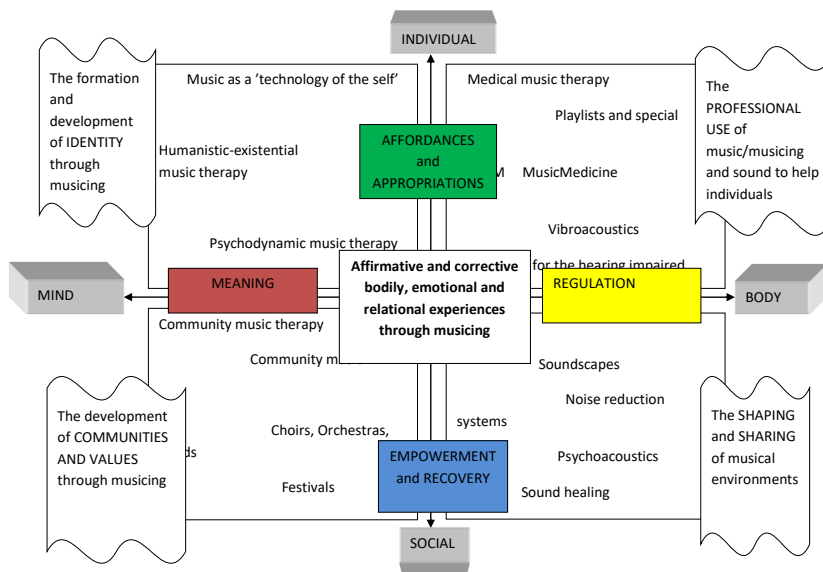 INDIVIDUAL
The formation
and
development
of IDENTITY
through
musicing
Music as a ’technology of the self’
Humanistic-existential
music therapy
Psychodynamic music therapy
AFFORDANCES
and
APPROPRIATIONS
Medical music therapy
Playlists and special
M MusicMedicine
Vibroacoustics
for the hearing impaired
The
PROFESSIONAL
USE of
music/musicing
and sound to help
individuals
MIND
MEANING
Affirmative and corrective
bodily, emotional and
relational experiences
through musicing
REGULATION
BODY
Community music therapy
Community mus
Choirs, Orchestras,
ds
Festivals
The development
of COMMUNITIES
AND VALUES
through musicing
EMPOWERMENT
and RECOVERY
Soundscapes
Noise reduction
systems
Psychoacoustics
Sound healing
The SHAPING
and SHARING
of musical
environments
SOCIAL